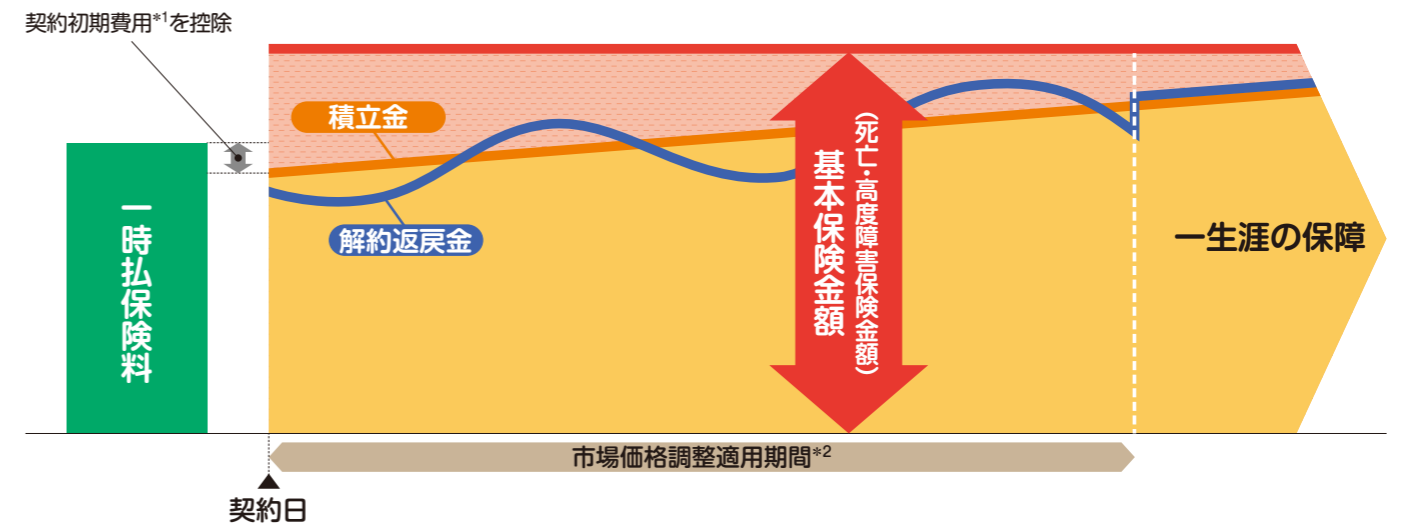 契約初期費用*1を控除
積立金
解約返戻金
一時払保険料
基本保険金額
(死亡・高度障害保険金額)
一生涯の保障
市場価格調整適用期間*2
契約日